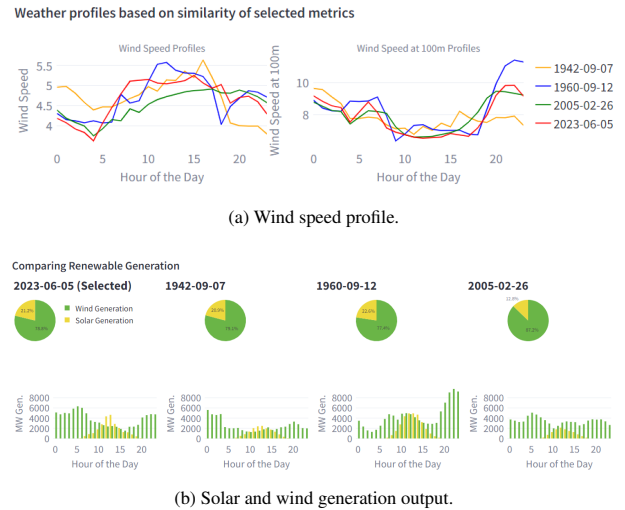 Weather profiles based on similarity of selected metrics
Wind Speed Profiles
Wind Speed
5.5
5
4.5
4
0 5 10 15 20
Hour of the Day
Wind Speed at 100m Profiles
Wind Speed at 100m
10
8
0 5 10 15 20
Hour of the Day
1942-09-07
1960-09-12
2005-02-26
2023-06-05
(a) Wind speed profile.
Comparing Renewable Generation
2023-06-05 (Selected) 1942-09-07 1960-09-12 2005-02-26
Wind Generation
Solar Generation
12.8%
87.2%
MW Gen.
8000
6000
4000
2000
0
0 5 10 15 20
Hour of the Day
MW Gen.
8000
6000
4000
2000
0
0 5 10 15 20
Hour of the Day
MW Gen.
8000
6000
4000
2000
0
0 5 10 15 20
Hour of the Day
MW Gen.
8000
6000
4000
2000
0
0 5 10 15 20
Hour of the Day
(b) Solar and wind generation output.